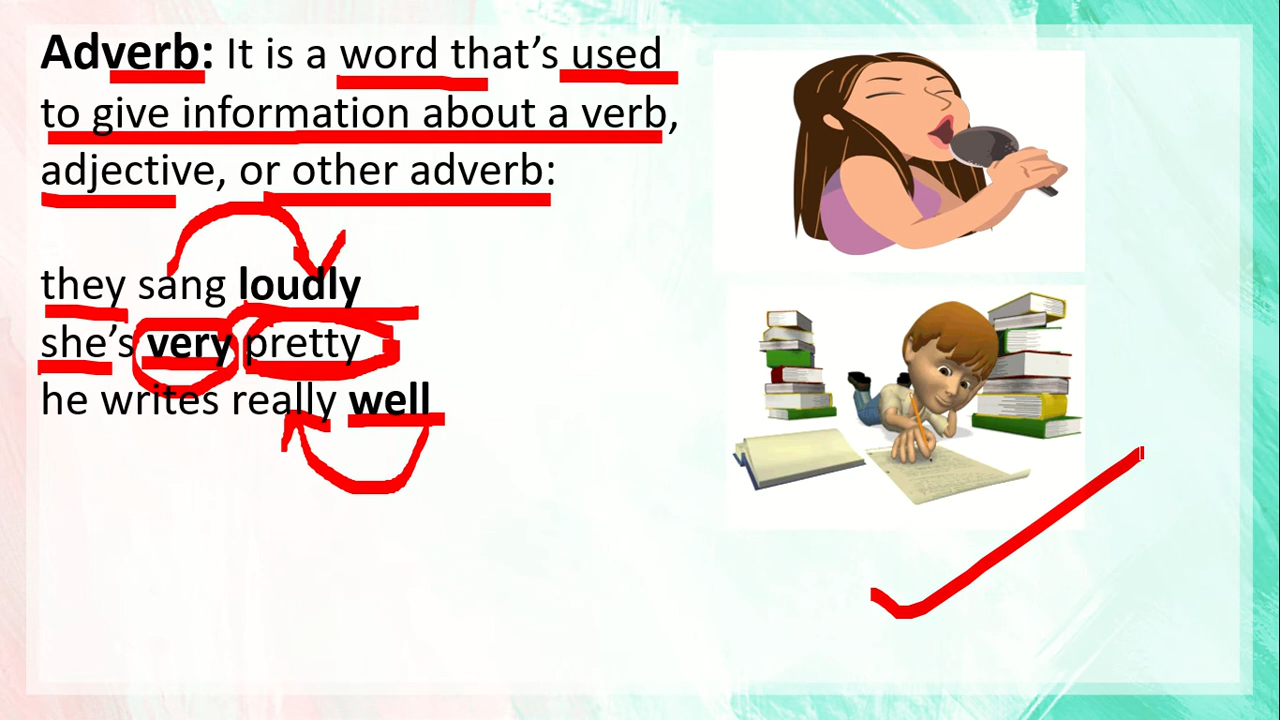 Adverb: It is a word that’s used
to give information about a verb,
adjective, or other adverb:
they sang loudly
she’s very pretty
he writes really well